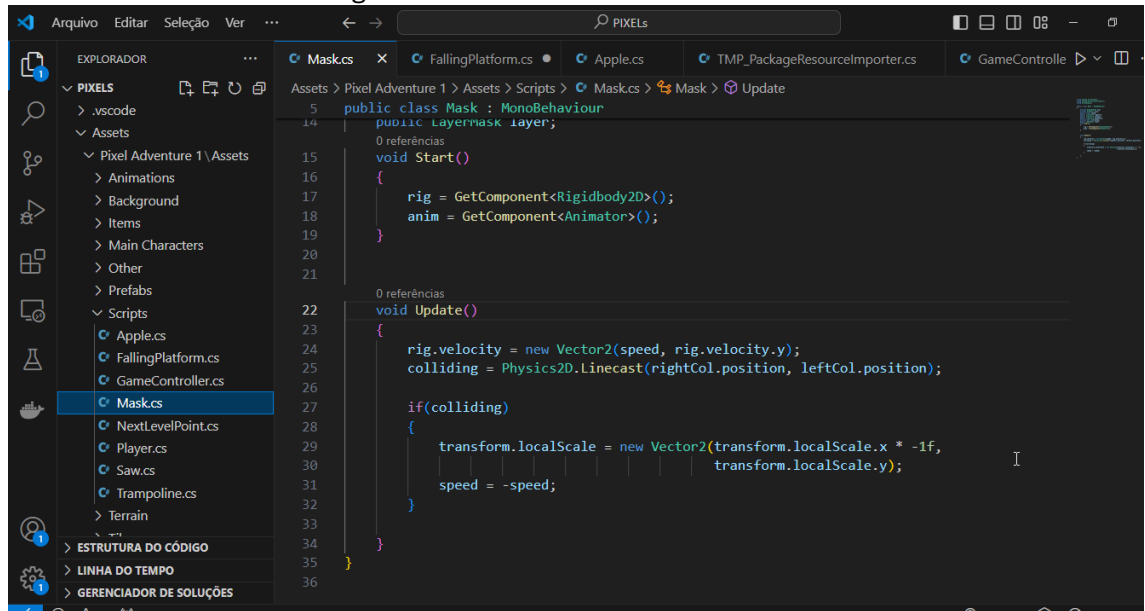 Arquivo Editar Seleção Ver ··· PIXELs
EXPLORADOR ···
PIXELS
> .vscode
Assets
Pixel Adventure 1\Assets
> Animations
> Background
> Items
> Main Characters
> Other
> Prefabs
Scripts
C# Apple.cs
C# FallingPlatform.cs
C# GameController.cs
C# Mask.cs
C# NextLevelPoint.cs
C# Player.cs
C# Saw.cs
C# Trampoline.cs
> Terrain
> ESTRUTURA DO CÓDIGO
> LINHA DO TEMPO
> GERENCIADOR DE SOLUÇÕES
1
1
1
C# Mask.cs X C# FallingPlatform.cs ● C# Apple.cs C# TMP_PackageResourceImporter.cs C# GameControlle
Assets > Pixel Adventure 1 > Assets > Scripts > C# Mask.cs > Mask > Update
5 public class Mask : MonoBehaviour
14 public LayerMask layer;
0 referências
15 void Start()
16 {
17 rig = GetComponent<Rigidbody2D>();
18 anim = GetComponent<Animator>();
19 }
20
21
0 referências
22 void Update()
23 {
24 rig.velocity = new Vector2(speed, rig.velocity.y);
25 colliding = Physics2D.Linecast(rightCol.position, leftCol.position);
26
27 if(colliding)
28 {
29 transform.localScale = new Vector2(transform.localScale.x * -1f,
30 transform.localScale.y);
31 speed = -speed;
32 }
33
34 }
35 }
36